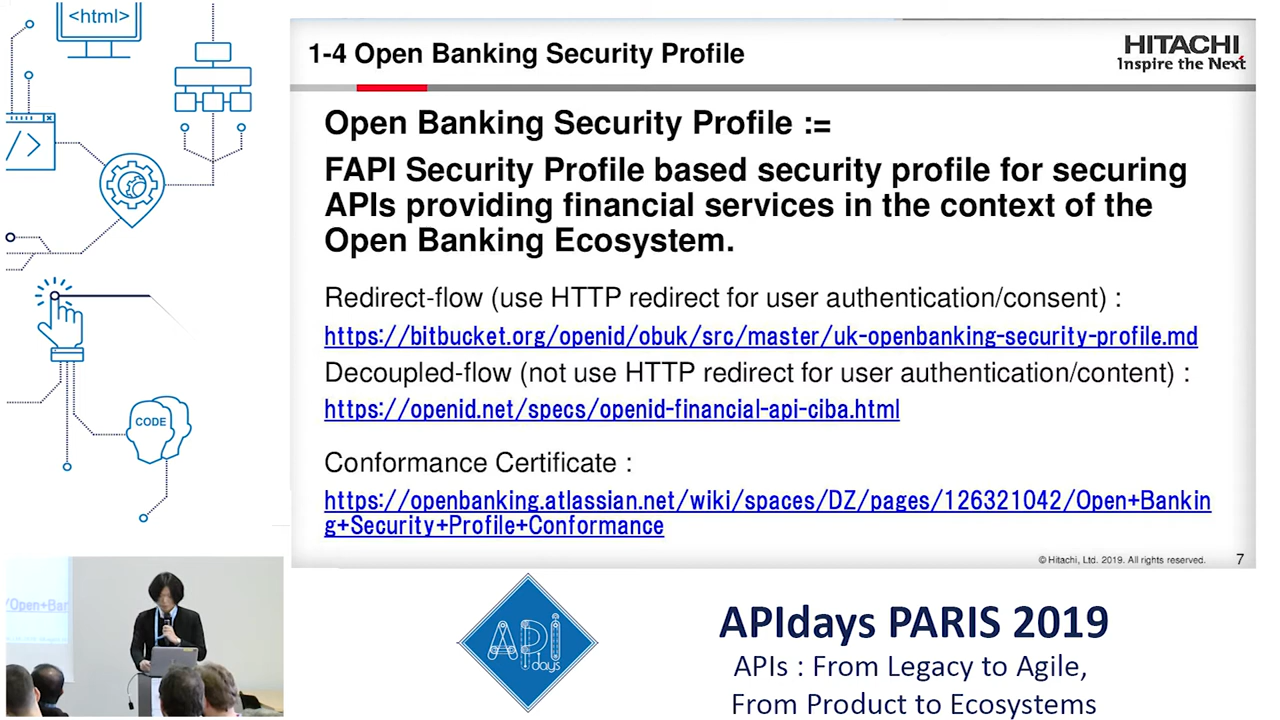 <html>
</>
CODE
1-4 Open Banking Security Profile
HITACHI
Inspire the Next
Open Banking Security Profile :=
FAPI Security Profile based security profile for securing
APIs providing financial services in the context of the
Open Banking Ecosystem.
Redirect-flow (use HTTP redirect for user authentication/consent) :
https://bitbucket.org/openid/obuk/src/master/uk-openbanking-security-profile.md
Decoupled-flow (not use HTTP redirect for user authentication/content) :
https://openid.net/specs/openid-financial-api-ciba.html
Conformance Certificate :
https://openbanking.atlassian.net/wiki/spaces/DZ/pages/126321042/Open+Bankin
g+Security+Profile+Conformance
© Hitachi, Ltd. 2019. All rights reserved. 7
/Open+Bar
API
days
APIdays PARIS 2019
APIs : From Legacy to Agile,
From Product to Ecosystems